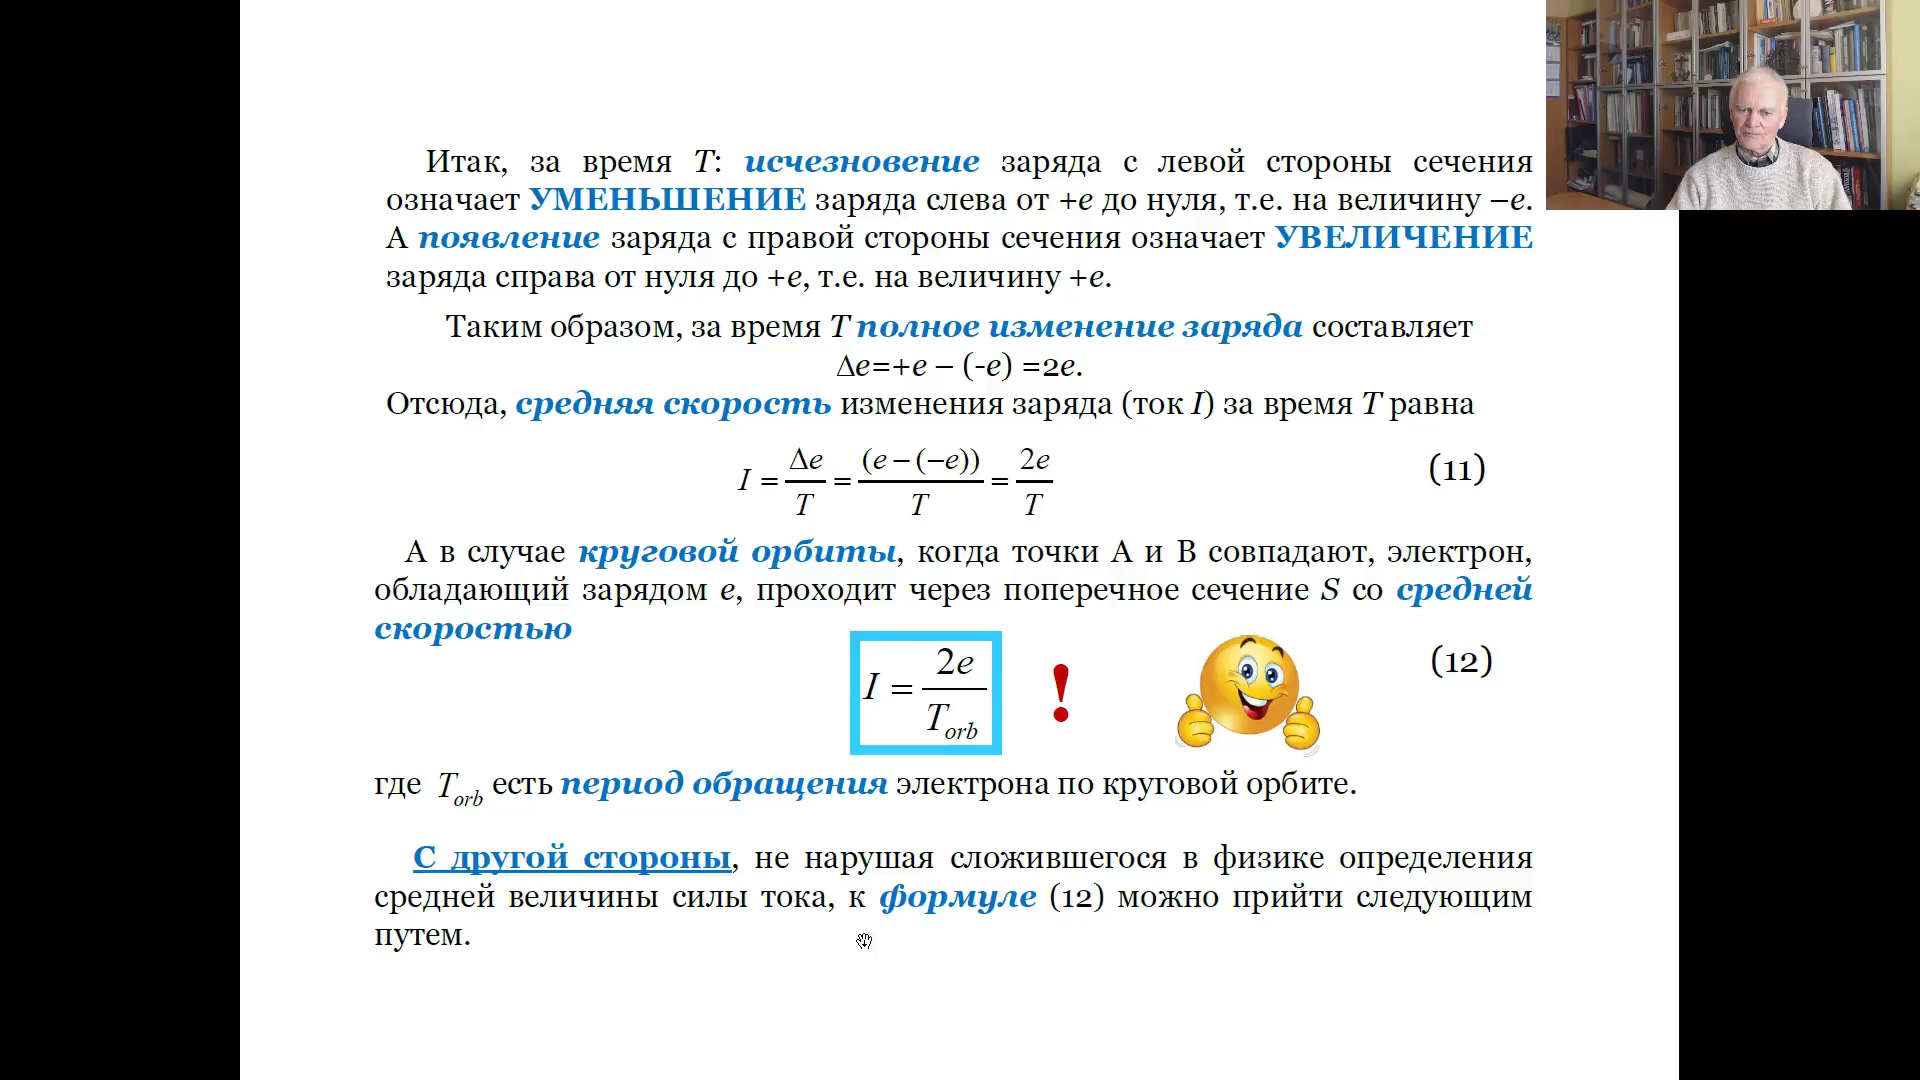 Итак, за время T: исчезновение заряда с левой стороны сечения
означает УМЕНЬШЕНИЕ заряда слева от +e до нуля, т.е. на величину –e.
А появление заряда с правой стороны сечения означает УВЕЛИЧЕНИЕ
заряда справа от нуля до +e, т.е. на величину +e.
Таким образом, за время T полное изменение заряда составляет
Δe=+e – (-e) =2e.
Отсюда, средняя скорость изменения заряда (ток I) за время T равна
I = Δe/T = (e – (–e))/T = 2e/T (11)
А в случае круговой орбиты, когда точки А и В совпадают, электрон,
обладающий зарядом e, проходит через поперечное сечение S со средней
скоростью
I = 2e/T_orb ! (12)
где T_orb есть период обращения электрона по круговой орбите.
С другой стороны, не нарушая сложившегося в физике определения
средней величины силы тока, к формуле (12) можно прийти следующим
путем.